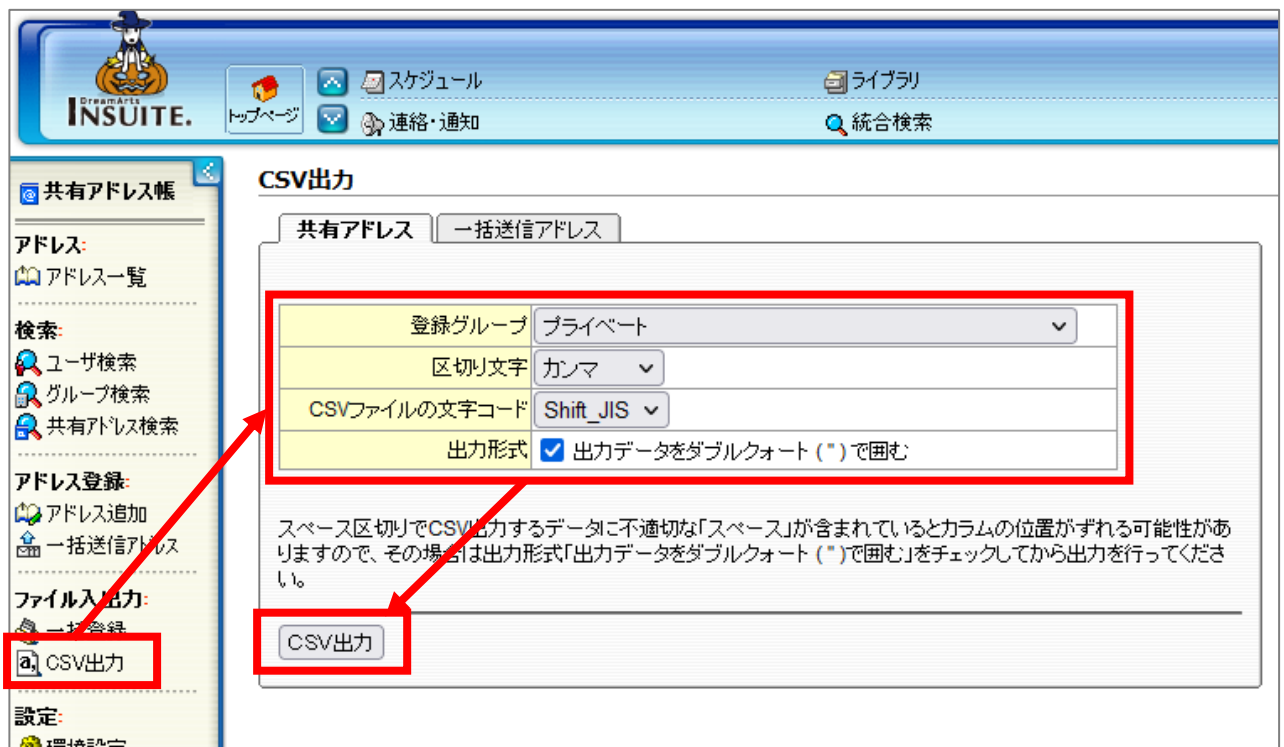 DreamArts
INSUITE.
トップページ
スケジュール
ライブラリ
連絡・通知
統合検索
共有アドレス帳
アドレス:
アドレス一覧
検索:
ユーザ検索
グループ検索
共有アドレス検索
アドレス登録:
アドレス追加
一括送信アドレス
ファイル入出力:
一括登録
CSV出力
設定:
環境設定
CSV出力
共有アドレス
一括送信アドレス
登録グループ プライベート
区切り文字 カンマ
CSVファイルの文字コード Shift_JIS
出力形式 出力データをダブルクォート (") で囲む
スペース区切りでCSV出力するデータに不適切な「スペース」が含まれているとカラムの位置がずれる可能性があ
りますので、その場合は出力形式「出力データをダブルクォート (") で囲む」をチェックしてから出力を行ってくださ
い。
CSV出力